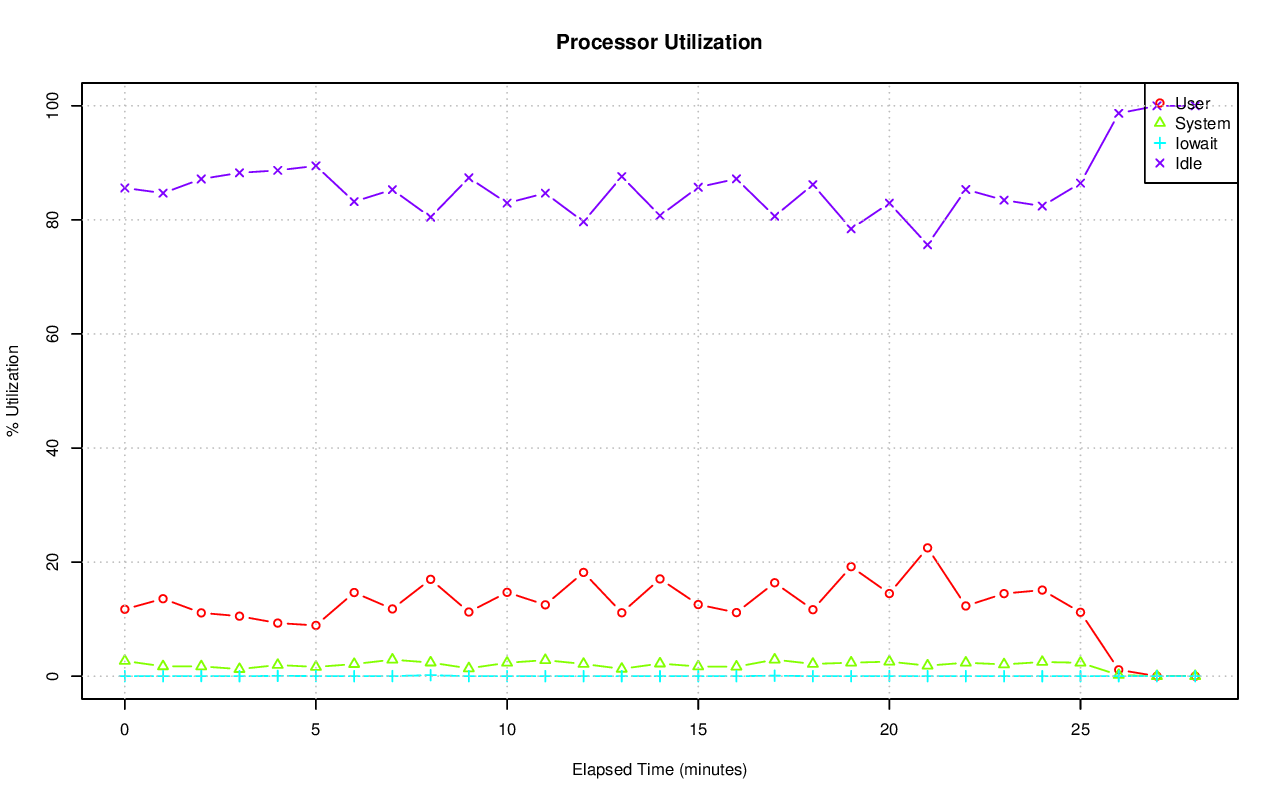 Processor Utilization
% Utilization
100
80
60
40
20
0
User
System
Iowait
Idle
0 5 10 15 20 25
Elapsed Time (minutes)